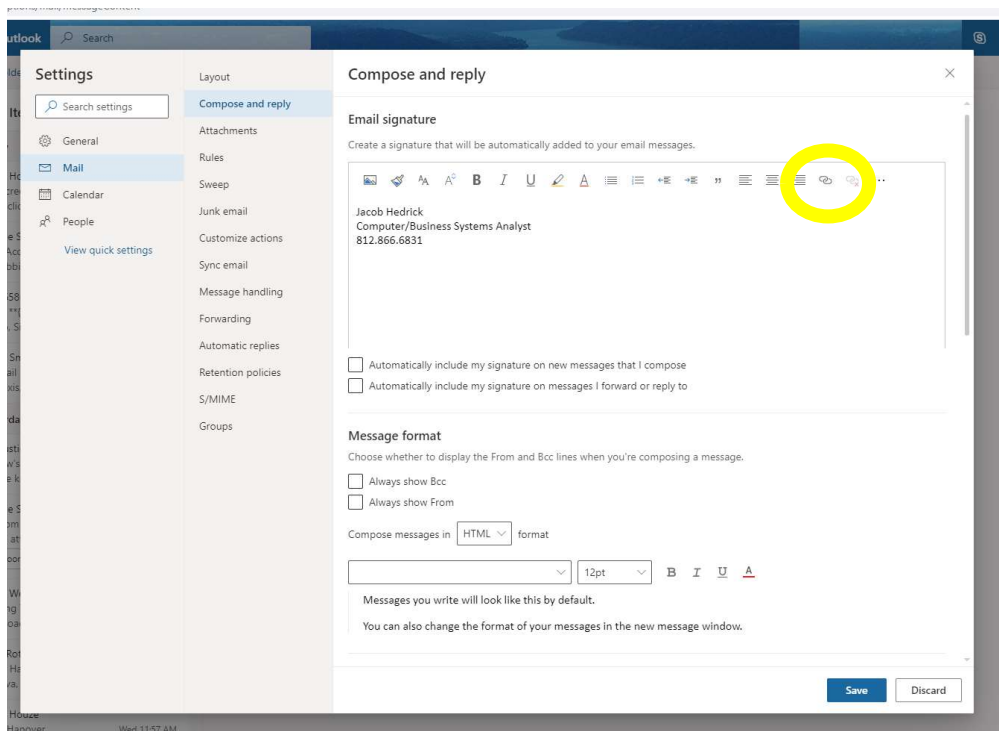 utlook
Search
Settings
Search settings
General
Mail
Calendar
People
View quick settings
Layout
Compose and reply
Attachments
Rules
Sweep
Junk email
Customize actions
Sync email
Message handling
Forwarding
Automatic replies
Retention policies
S/MIME
Groups
Compose and reply
Email signature
Create a signature that will be automatically added to your email messages.
Jacob Hedrick
Computer/Business Systems Analyst
812.866.6831
Automatically include my signature on new messages that I compose
Automatically include my signature on messages I forward or reply to
Message format
Choose whether to display the From and Bcc lines when you're composing a message.
Always show Bcc
Always show From
Compose messages in HTML format
12pt B I U A
Messages you write will look like this by default.
You can also change the format of your messages in the new message window.
Save Discard
Houze
Hanover Wed 11:57 AM